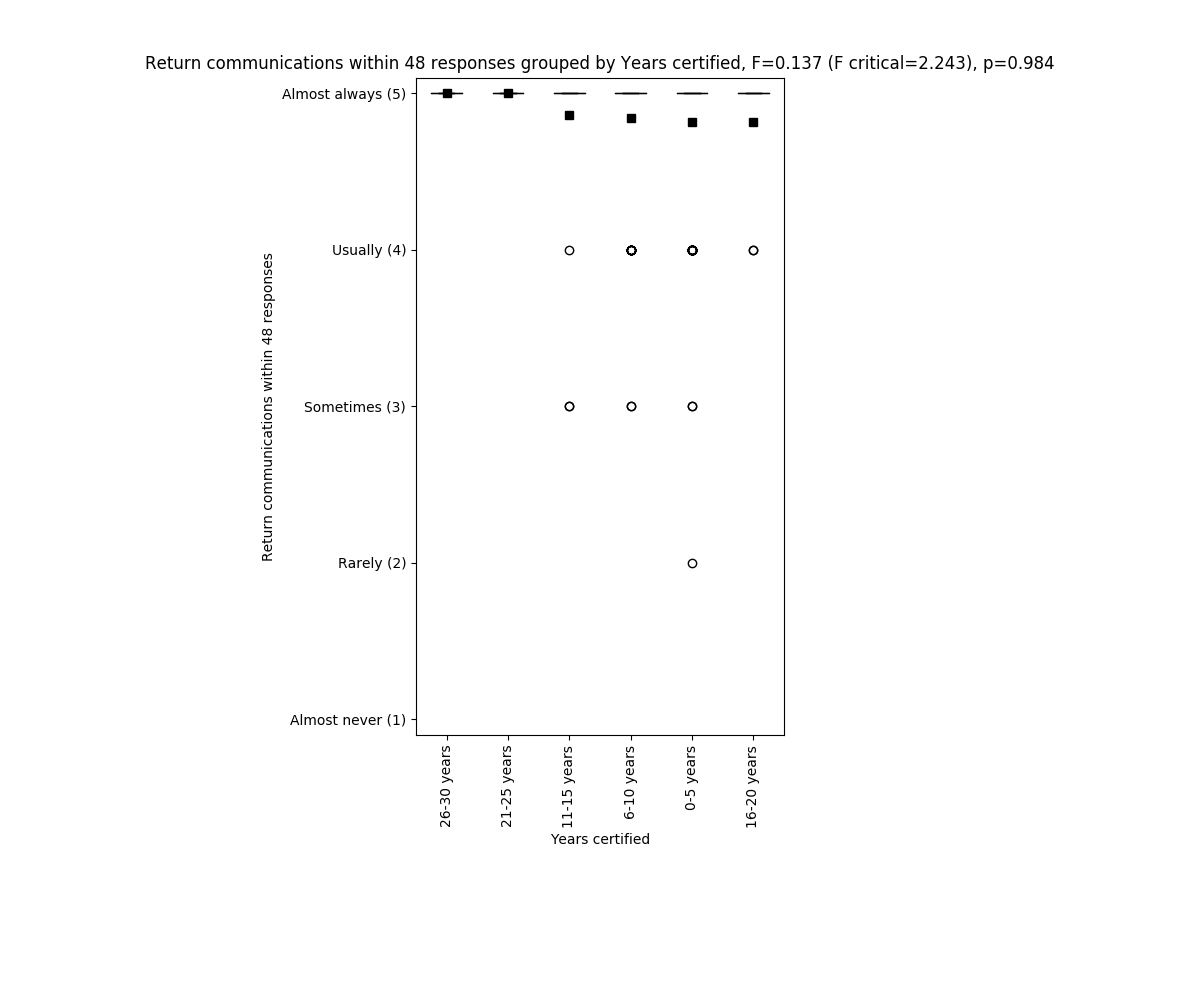 Return communications within 48 responses grouped by Years certified, F=0.137 (F critical=2.243), p=0.984
Almost always (5)
Usually (4)
Sometimes (3)
Rarely (2)
Almost never (1)
Return communications within 48 responses
26-30 years
21-25 years
11-15 years
6-10 years
0-5 years
16-20 years
Years certified